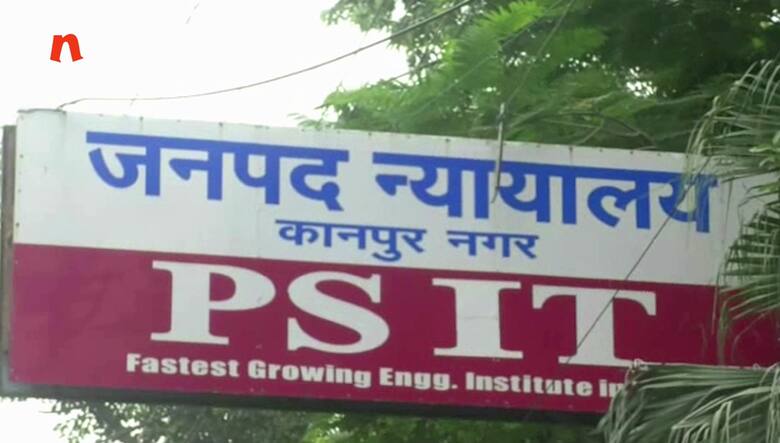 n
जनपद न्यायालय
कानपुर नगर
PSIT
Fastest Growing Engg. Institute in